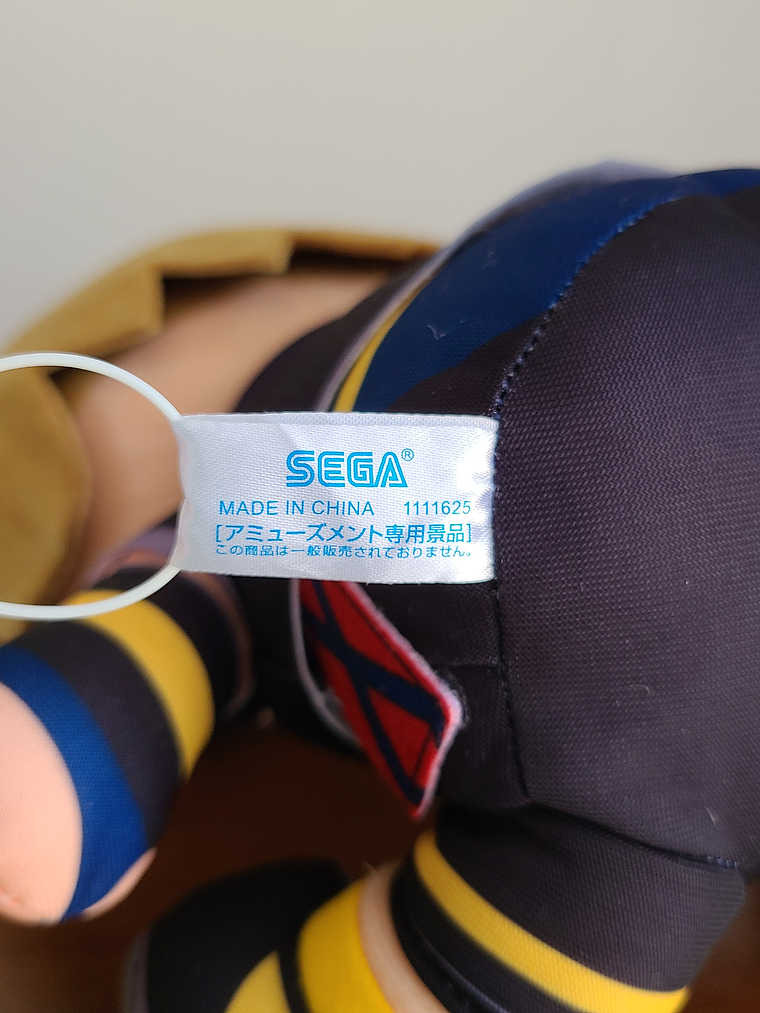 SEGA®
MADE IN CHINA 1111625
[アミューズメント専用景品]
この商品は一般販売されておりません。